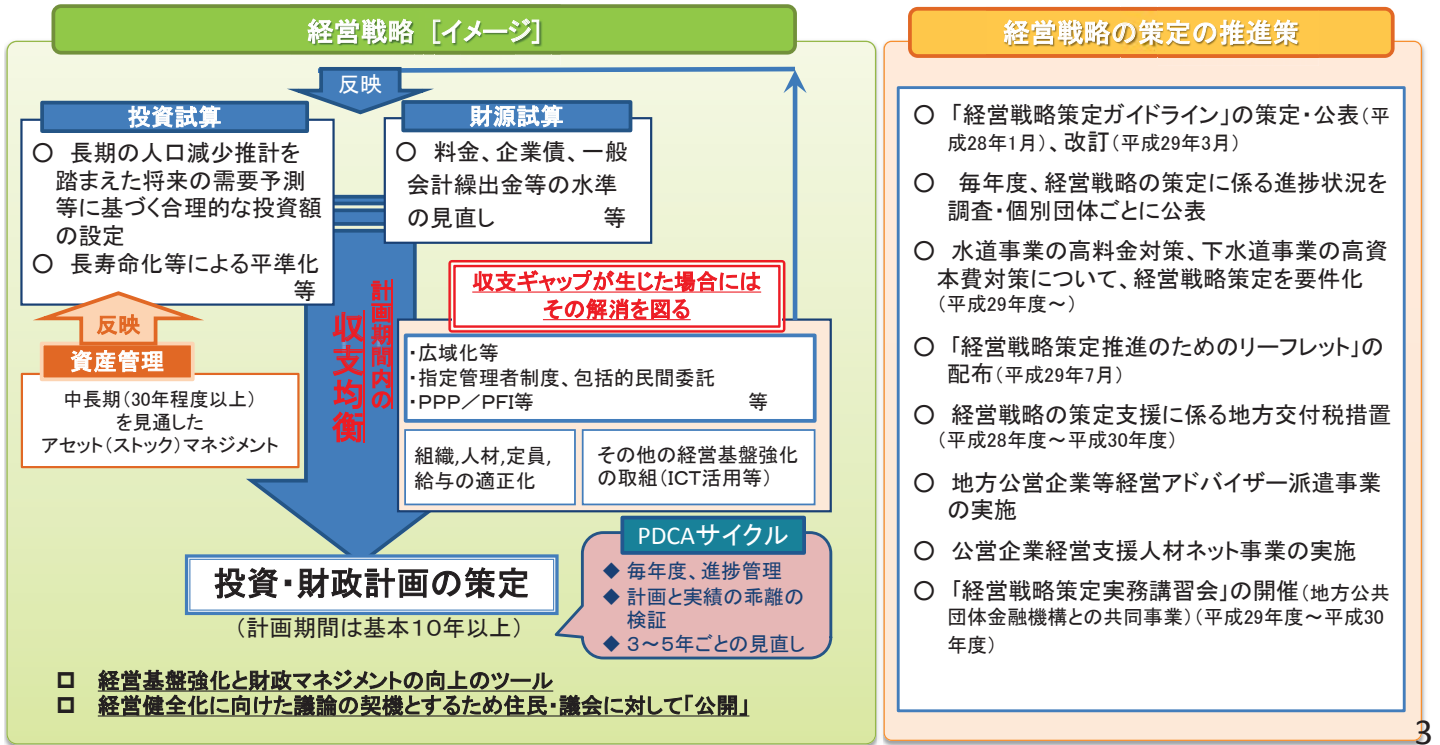 経営戦略 [イメージ]
反映
投資試算
○ 長期の人口減少推計を
踏まえた将来の需要予測
等に基づく合理的な投資額
の設定
○ 長寿命化等による平準化
等
財源試算
○ 料金、企業債、一般
会計繰出金等の水準
の見直し 等
反映
資産管理
中長期(30年程度以上)
を見通した
アセット(ストック)マネジメント
計画期間内の
収支均衡
収支ギャップが生じた場合には
その解消を図る
・広域化等
・指定管理者制度、包括的民間委託
・PPP/PFI等 等
組織,人材,定員,
給与の適正化
その他の経営基盤強化
の取組(ICT活用等)
投資・財政計画の策定
(計画期間は基本10年以上)
PDCAサイクル
◆ 毎年度、進捗管理
◆ 計画と実績の乖離の
検証
◆ 3~5年ごとの見直し
□ 経営基盤強化と財政マネジメントの向上のツール
□ 経営健全化に向けた議論の契機とするため住民・議会に対して「公開」
経営戦略の策定の推進策
○ 「経営戦略策定ガイドライン」の策定・公表(平
成28年1月)、改訂(平成29年3月)
○ 毎年度、経営戦略の策定に係る進捗状況を
調査・個別団体ごとに公表
○ 水道事業の高料金対策、下水道事業の高資
本費対策について、経営戦略策定を要件化
(平成29年度~)
○ 「経営戦略策定推進のためのリーフレット」の
配布(平成29年7月)
○ 経営戦略の策定支援に係る地方交付税措置
(平成28年度~平成30年度)
○ 地方公営企業等経営アドバイザー派遣事業
の実施
○ 公営企業経営支援人材ネット事業の実施
○ 「経営戦略策定実務講習会」の開催(地方公共
団体金融機構との共同事業)(平成29年度~平成30
年度)
3